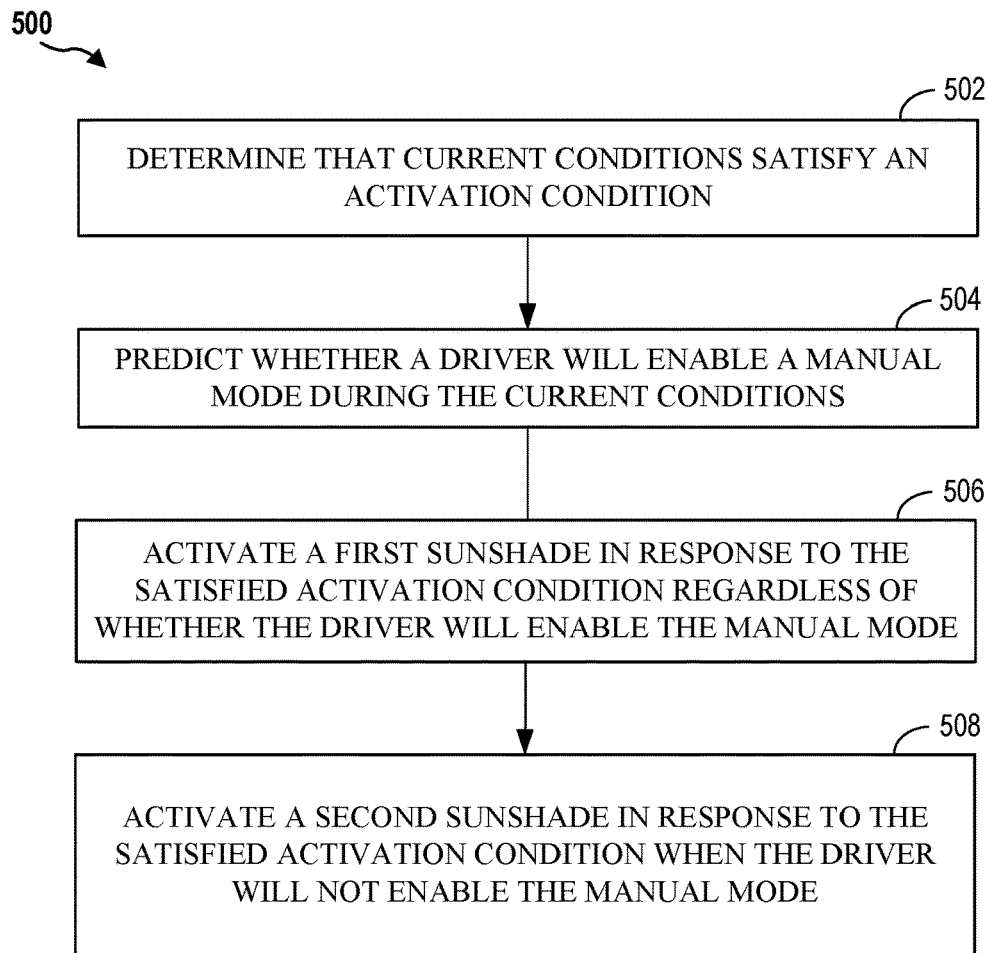 500
502
DETERMINE THAT CURRENT CONDITIONS SATISFY AN
ACTIVATION CONDITION
504
PREDICT WHETHER A DRIVER WILL ENABLE A MANUAL
MODE DURING THE CURRENT CONDITIONS
506
ACTIVATE A FIRST SUNSHADE IN RESPONSE TO THE
SATISFIED ACTIVATION CONDITION REGARDLESS OF
WHETHER THE DRIVER WILL ENABLE THE MANUAL MODE
508
ACTIVATE A SECOND SUNSHADE IN RESPONSE TO THE
SATISFIED ACTIVATION CONDITION WHEN THE DRIVER
WILL NOT ENABLE THE MANUAL MODE